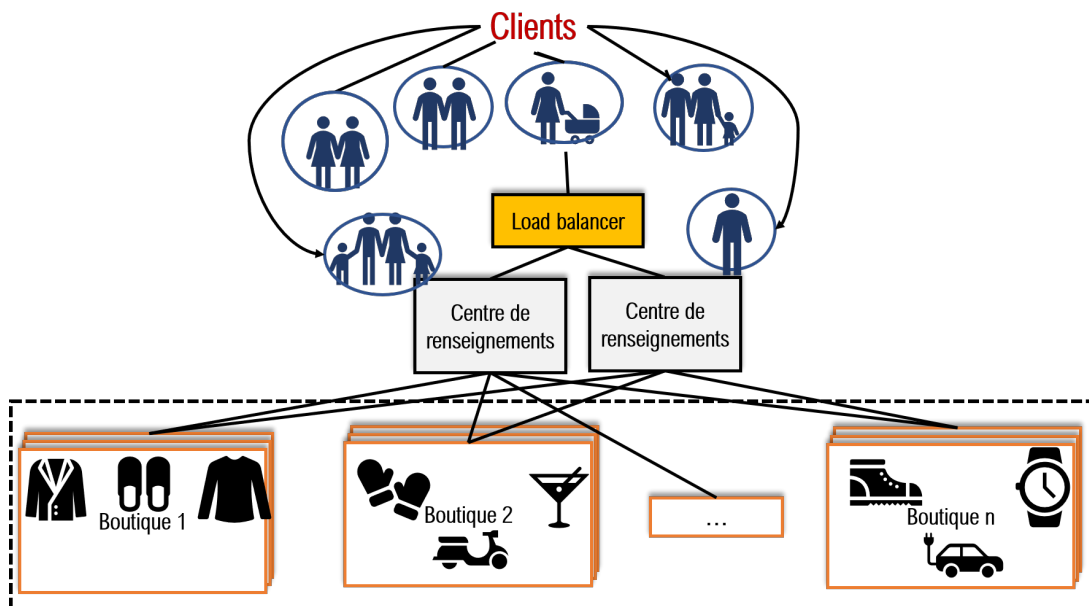 Clients
Load balancer
Centre de
renseignements
Centre de
renseignements
Boutique 1
Boutique 2
...
Boutique n